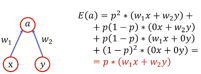 a
w₁
w₂
x
y
E(a) = p² * (w₁x + w₂y) +
+ p(1 − p) * (0x + w₂y)
+ p(1 − p) * (w₁x + 0y)
+ (1 − p)² * (0x + 0y) =
= p * (w₁x + w₂y)